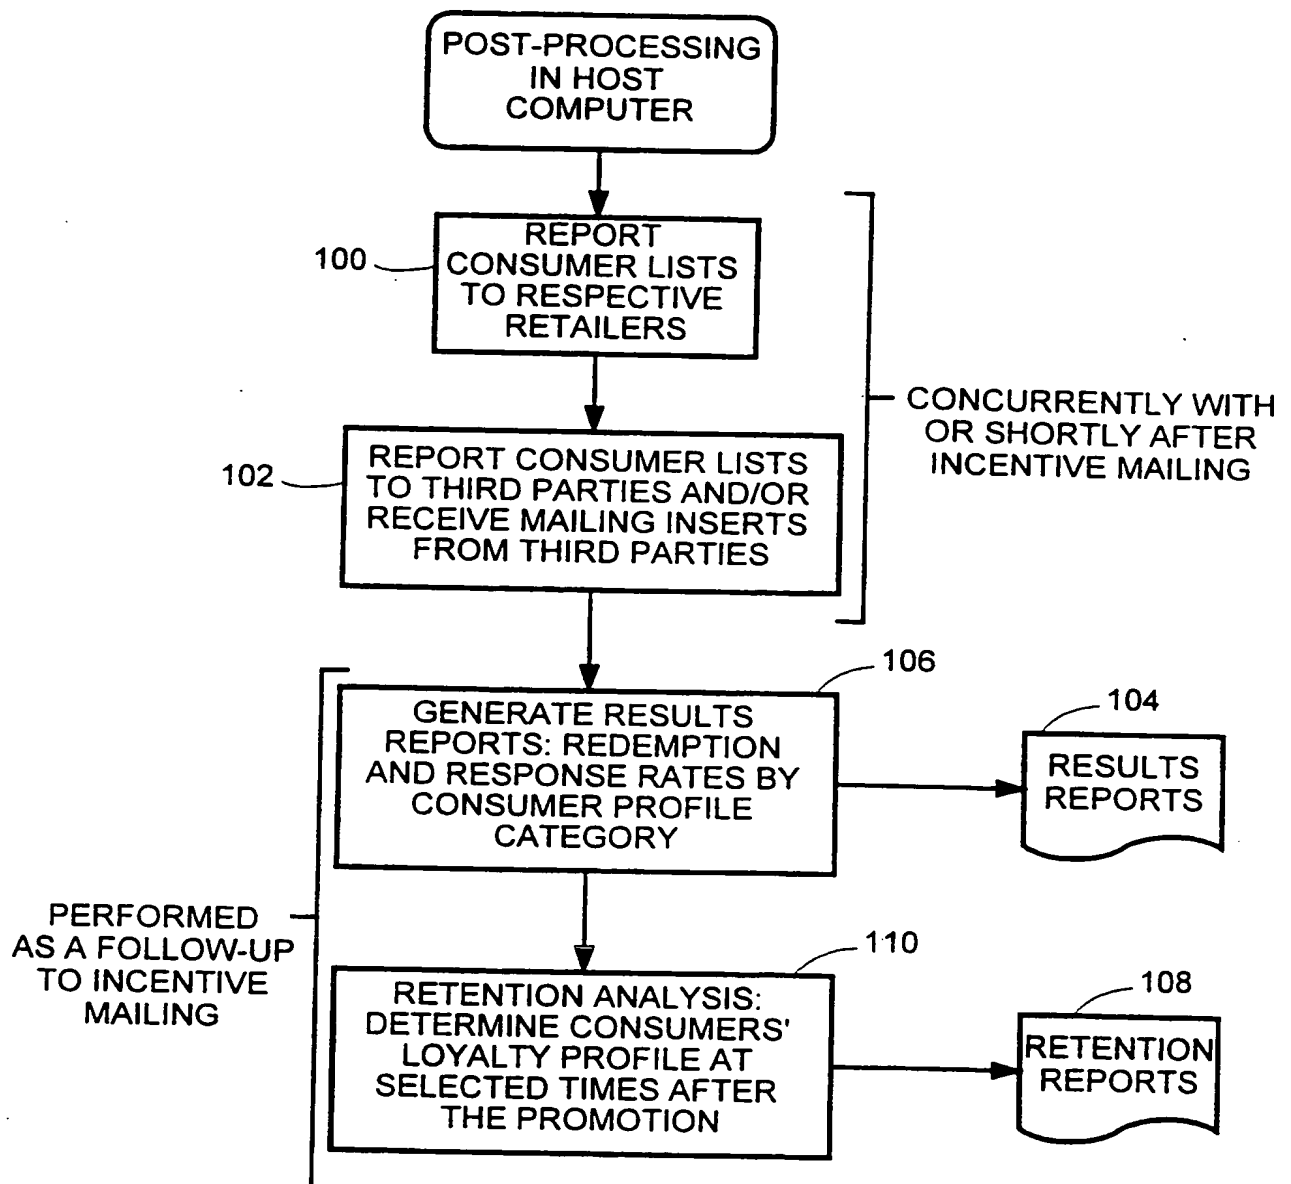 POST-PROCESSING
IN HOST
COMPUTER
100
REPORT
CONSUMER LISTS
TO RESPECTIVE
RETAILERS
CONCURRENTLY WITH
OR SHORTLY AFTER
INCENTIVE MAILING
102
REPORT CONSUMER LISTS
TO THIRD PARTIES AND/OR
RECEIVE MAILING INSERTS
FROM THIRD PARTIES
106
GENERATE RESULTS
REPORTS: REDEMPTION
AND RESPONSE RATES BY
CONSUMER PROFILE
CATEGORY
104
RESULTS
REPORTS
PERFORMED
AS A FOLLOW-UP
TO INCENTIVE
MAILING
110
RETENTION ANALYSIS:
DETERMINE CONSUMERS'
LOYALTY PROFILE AT
SELECTED TIMES AFTER
THE PROMOTION
108
RETENTION
REPORTS